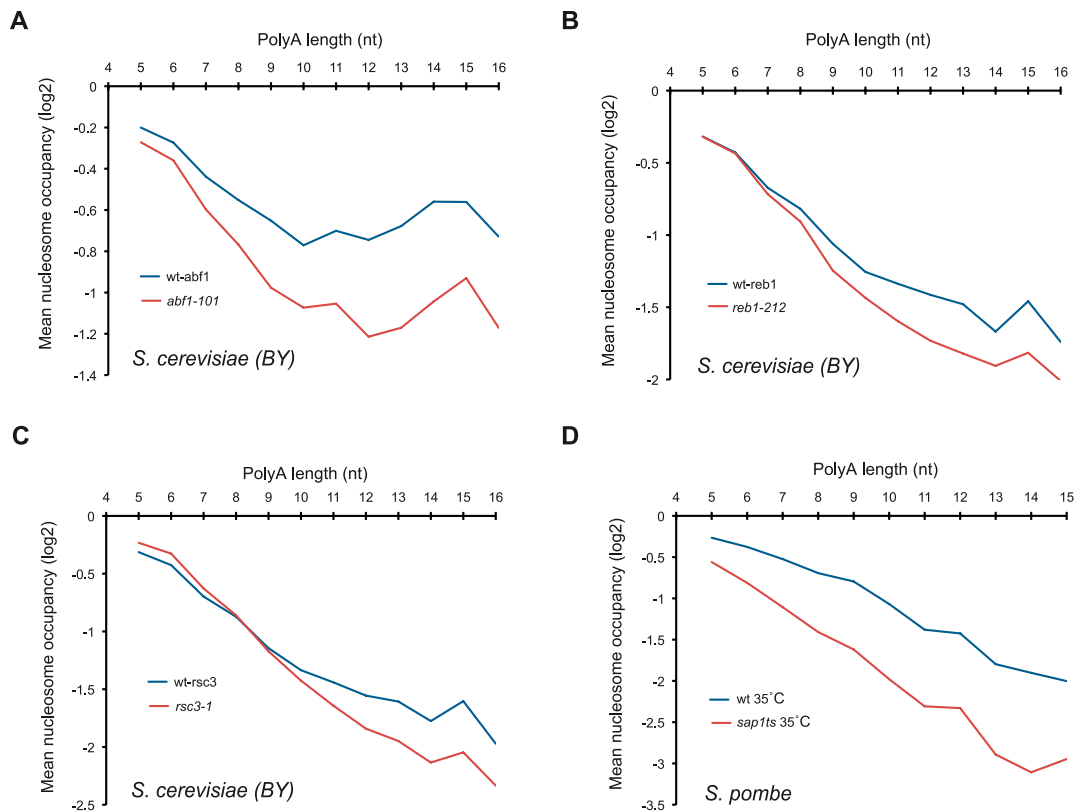 A
PolyA length (nt)
4 5 6 7 8 9 10 11 12 13 14 15 16
Mean nucleosome occupancy (log2)
0
-0.2
-0.4
-0.6
-0.8
-1
-1.2
-1.4
wt-abf1
abf1-101
S. cerevisiae (BY)
B
PolyA length (nt)
4 5 6 7 8 9 10 11 12 13 14 15 16
Mean nucleosome occupancy (log2)
0
-0.5
-1
-1.5
-2
wt-reb1
reb1-212
S. cerevisiae (BY)
C
PolyA length (nt)
4 5 6 7 8 9 10 11 12 13 14 15 16
Mean nucleosome occupancy (log2)
0
-0.5
-1
-1.5
-2
-2.5
wt-rsc3
rsc3-1
S. cerevisiae (BY)
D
PolyA length (nt)
4 5 6 7 8 9 10 11 12 13 14 15
Mean nucleosome occupancy (log2)
0
-0.5
-1
-1.5
-2
-2.5
-3
-3.5
wt 35˚C
sap1ts 35˚C
S. pombe